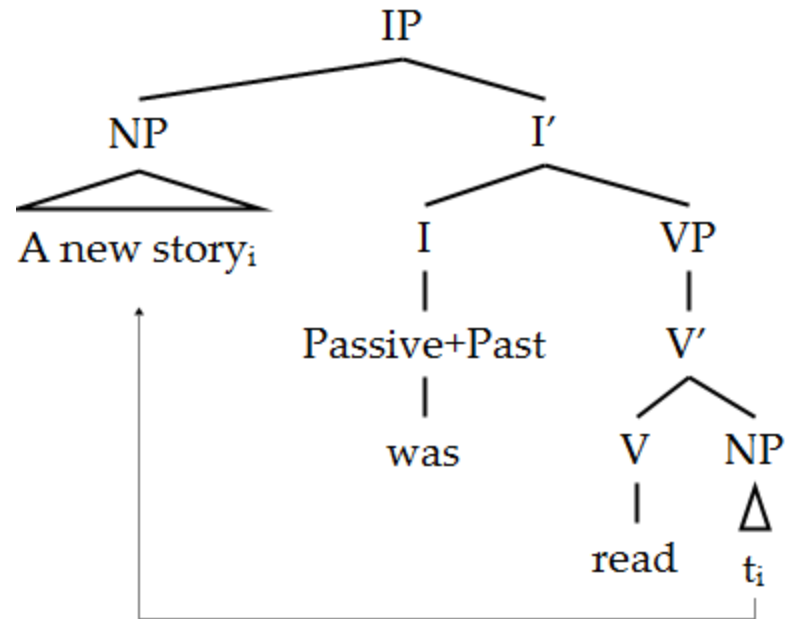 IP
NP I′
I VP
A new storyᵢ
Passive+Past V′
was V NP
read tᵢ